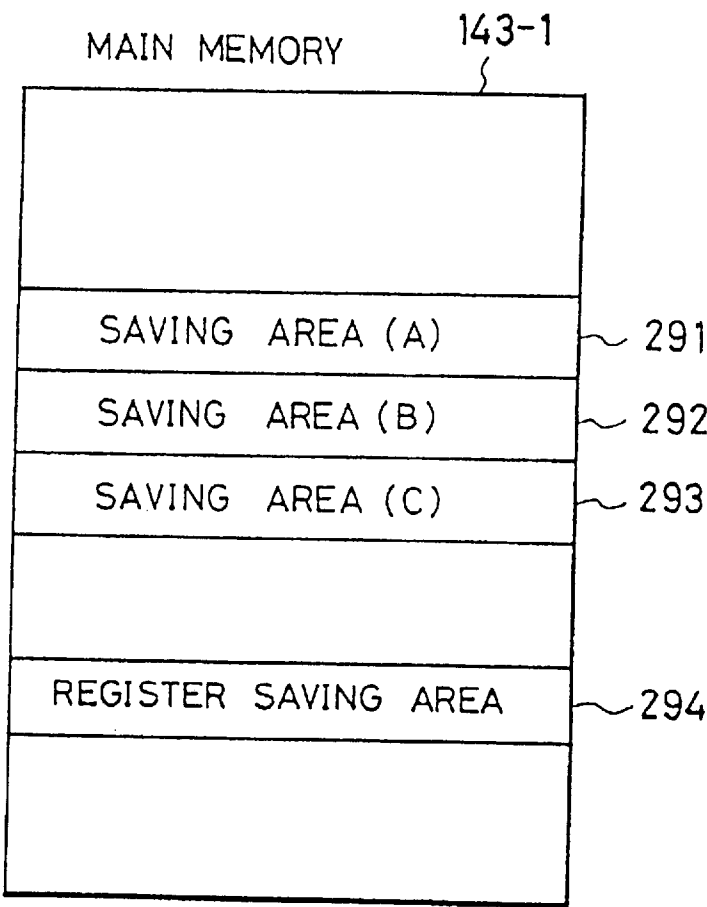 MAIN MEMORY 143-1
SAVING AREA (A) 291
SAVING AREA (B) 292
SAVING AREA (C) 293
REGISTER SAVING AREA 294